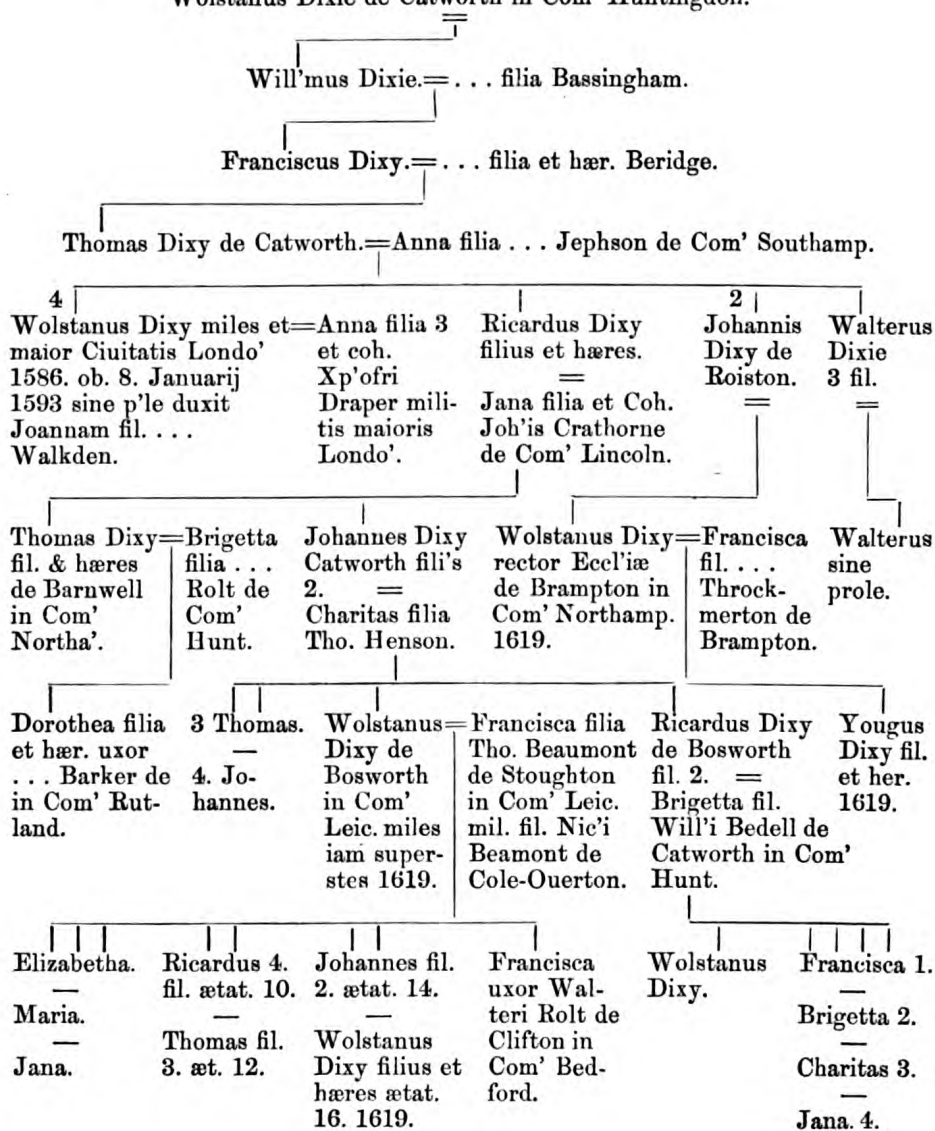 Wolstanus Dixie de Catworth in Com' Huntingdon.
=
Will'mus Dixie.=. . . filia Bassingham.
Franciscus Dixy.=. . . filia et hær. Beridge.
Thomas Dixy de Catworth.=Anna filia . . . Jephson de Com' Southamp.
4
Wolstanus Dixy miles et=
maior Ciuitatis Londo'
1586. ob. 8. Januarij
1593 sine p'le duxit
Joannam fil. . . .
Walkden.
Anna filia 3
et coh.
Xp'ofri
Draper mili-
tis maioris
Londo'.
Ricardus Dixy
filius et hæres.
=
Jana filia et Coh.
Joh'is Crathorne
de Com' Lincoln.
2
Johannis
Dixy de
Roiston.
=
Walterus
Dixie
3 fil.
=
Thomas Dixy=
fil. & hæres
de Barnwell
in Com'
Northa'.
Brigetta
filia . . .
Rolt de
Com'
Hunt.
Johannes Dixy
Catworth fili's
2. =
Charitas filia
Tho. Henson.
Wolstanus Dixy=
rector Eccl'iæ
de Brampton in
Com' Northamp.
1619.
Francisca
fil. . . .
Throck-
merton de
Brampton.
Walterus
sine
prole.
Dorothea filia
et hær. uxor
. . . Barker de
in Com' Rut-
land.
3 Thomas.
—
4. Jo-
hannes.
Wolstanus=
Dixy de
Bosworth
in Com'
Leic. miles
iam super-
stes 1619.
Francisca filia
Tho. Beaumont
de Stoughton
in Com' Leic.
mil. fil. Nic'i
Beamont de
Cole-Ouerton.
Ricardus Dixy
de Bosworth
fil. 2. =
Brigetta fil.
Will'i Bedell de
Catworth in Com'
Hunt.
Yougus
Dixy fil.
et her.
1619.
Elizabetha.
—
Maria.
—
Jana.
Ricardus 4.
fil. ætat. 10.
—
Thomas fil.
3. æt. 12.
Johannes fil.
2. ætat. 14.
—
Wolstanus
Dixy filius et
hæres ætat.
16. 1619.
Francisca
uxor Wal-
teri Rolt de
Clifton in
Com' Bed-
ford.
Wolstanus
Dixy.
Francisca 1.
—
Brigetta 2.
—
Charitas 3.
—
Jana. 4.